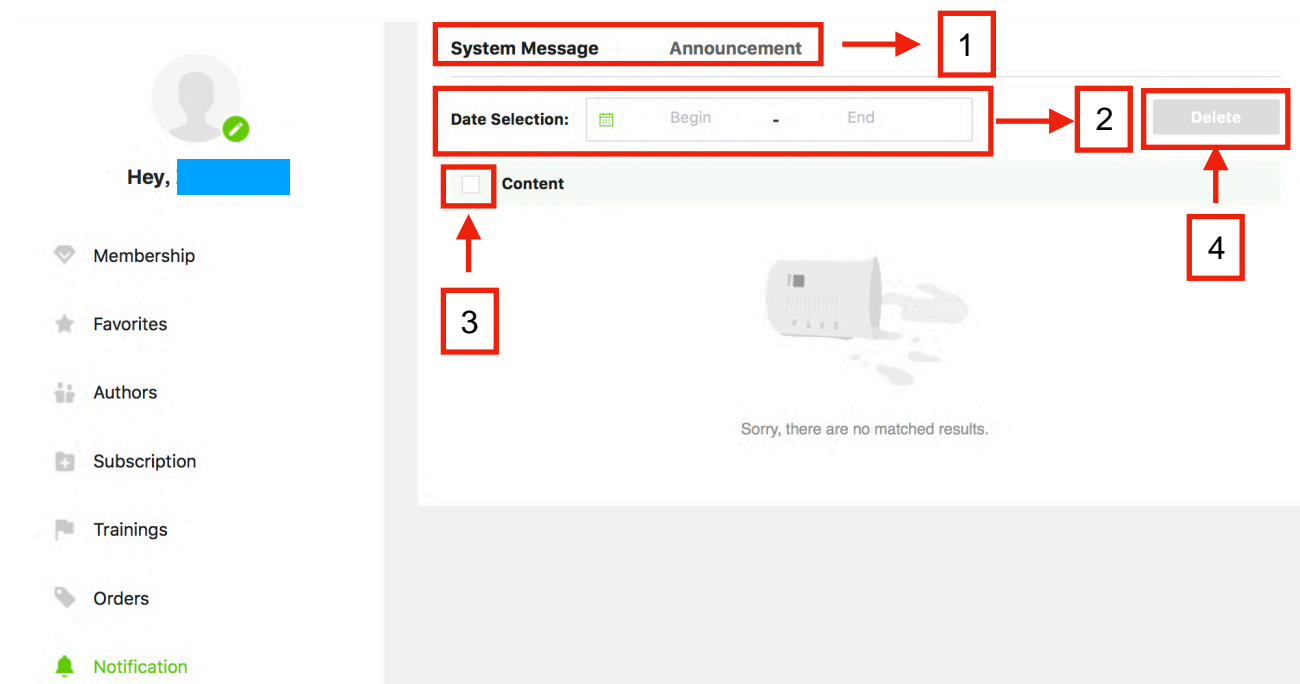 System Message Announcement 1
Date Selection: Begin - End 2 Delete
Hey,
Content
4
3
Membership
Favorites
Authors
Sorry, there are no matched results.
Subscription
Trainings
Orders
Notification